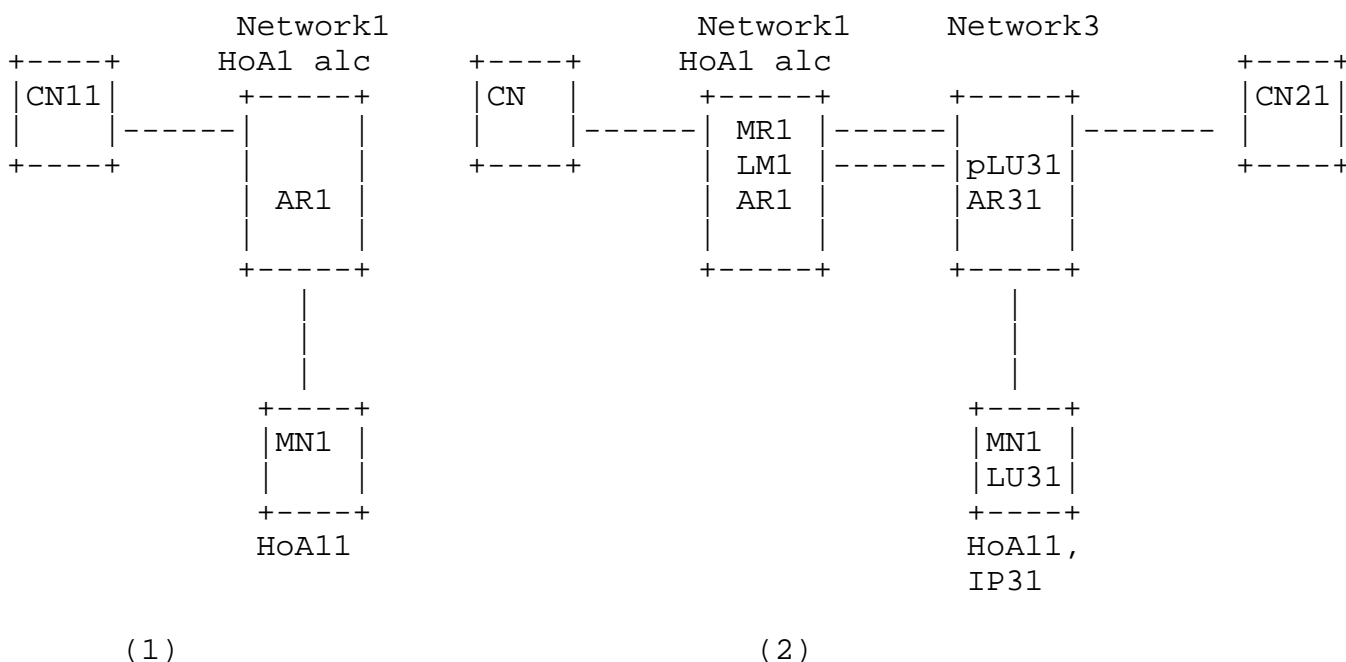 Network1 Network1 Network3
HoA1 alc HoA1 alc
CN11 CN CN21
MR1
LM1 pLU31
AR1 AR1 AR31
MN1 MN1
LU31
HoA11 HoA11,
IP31
(1) (2)